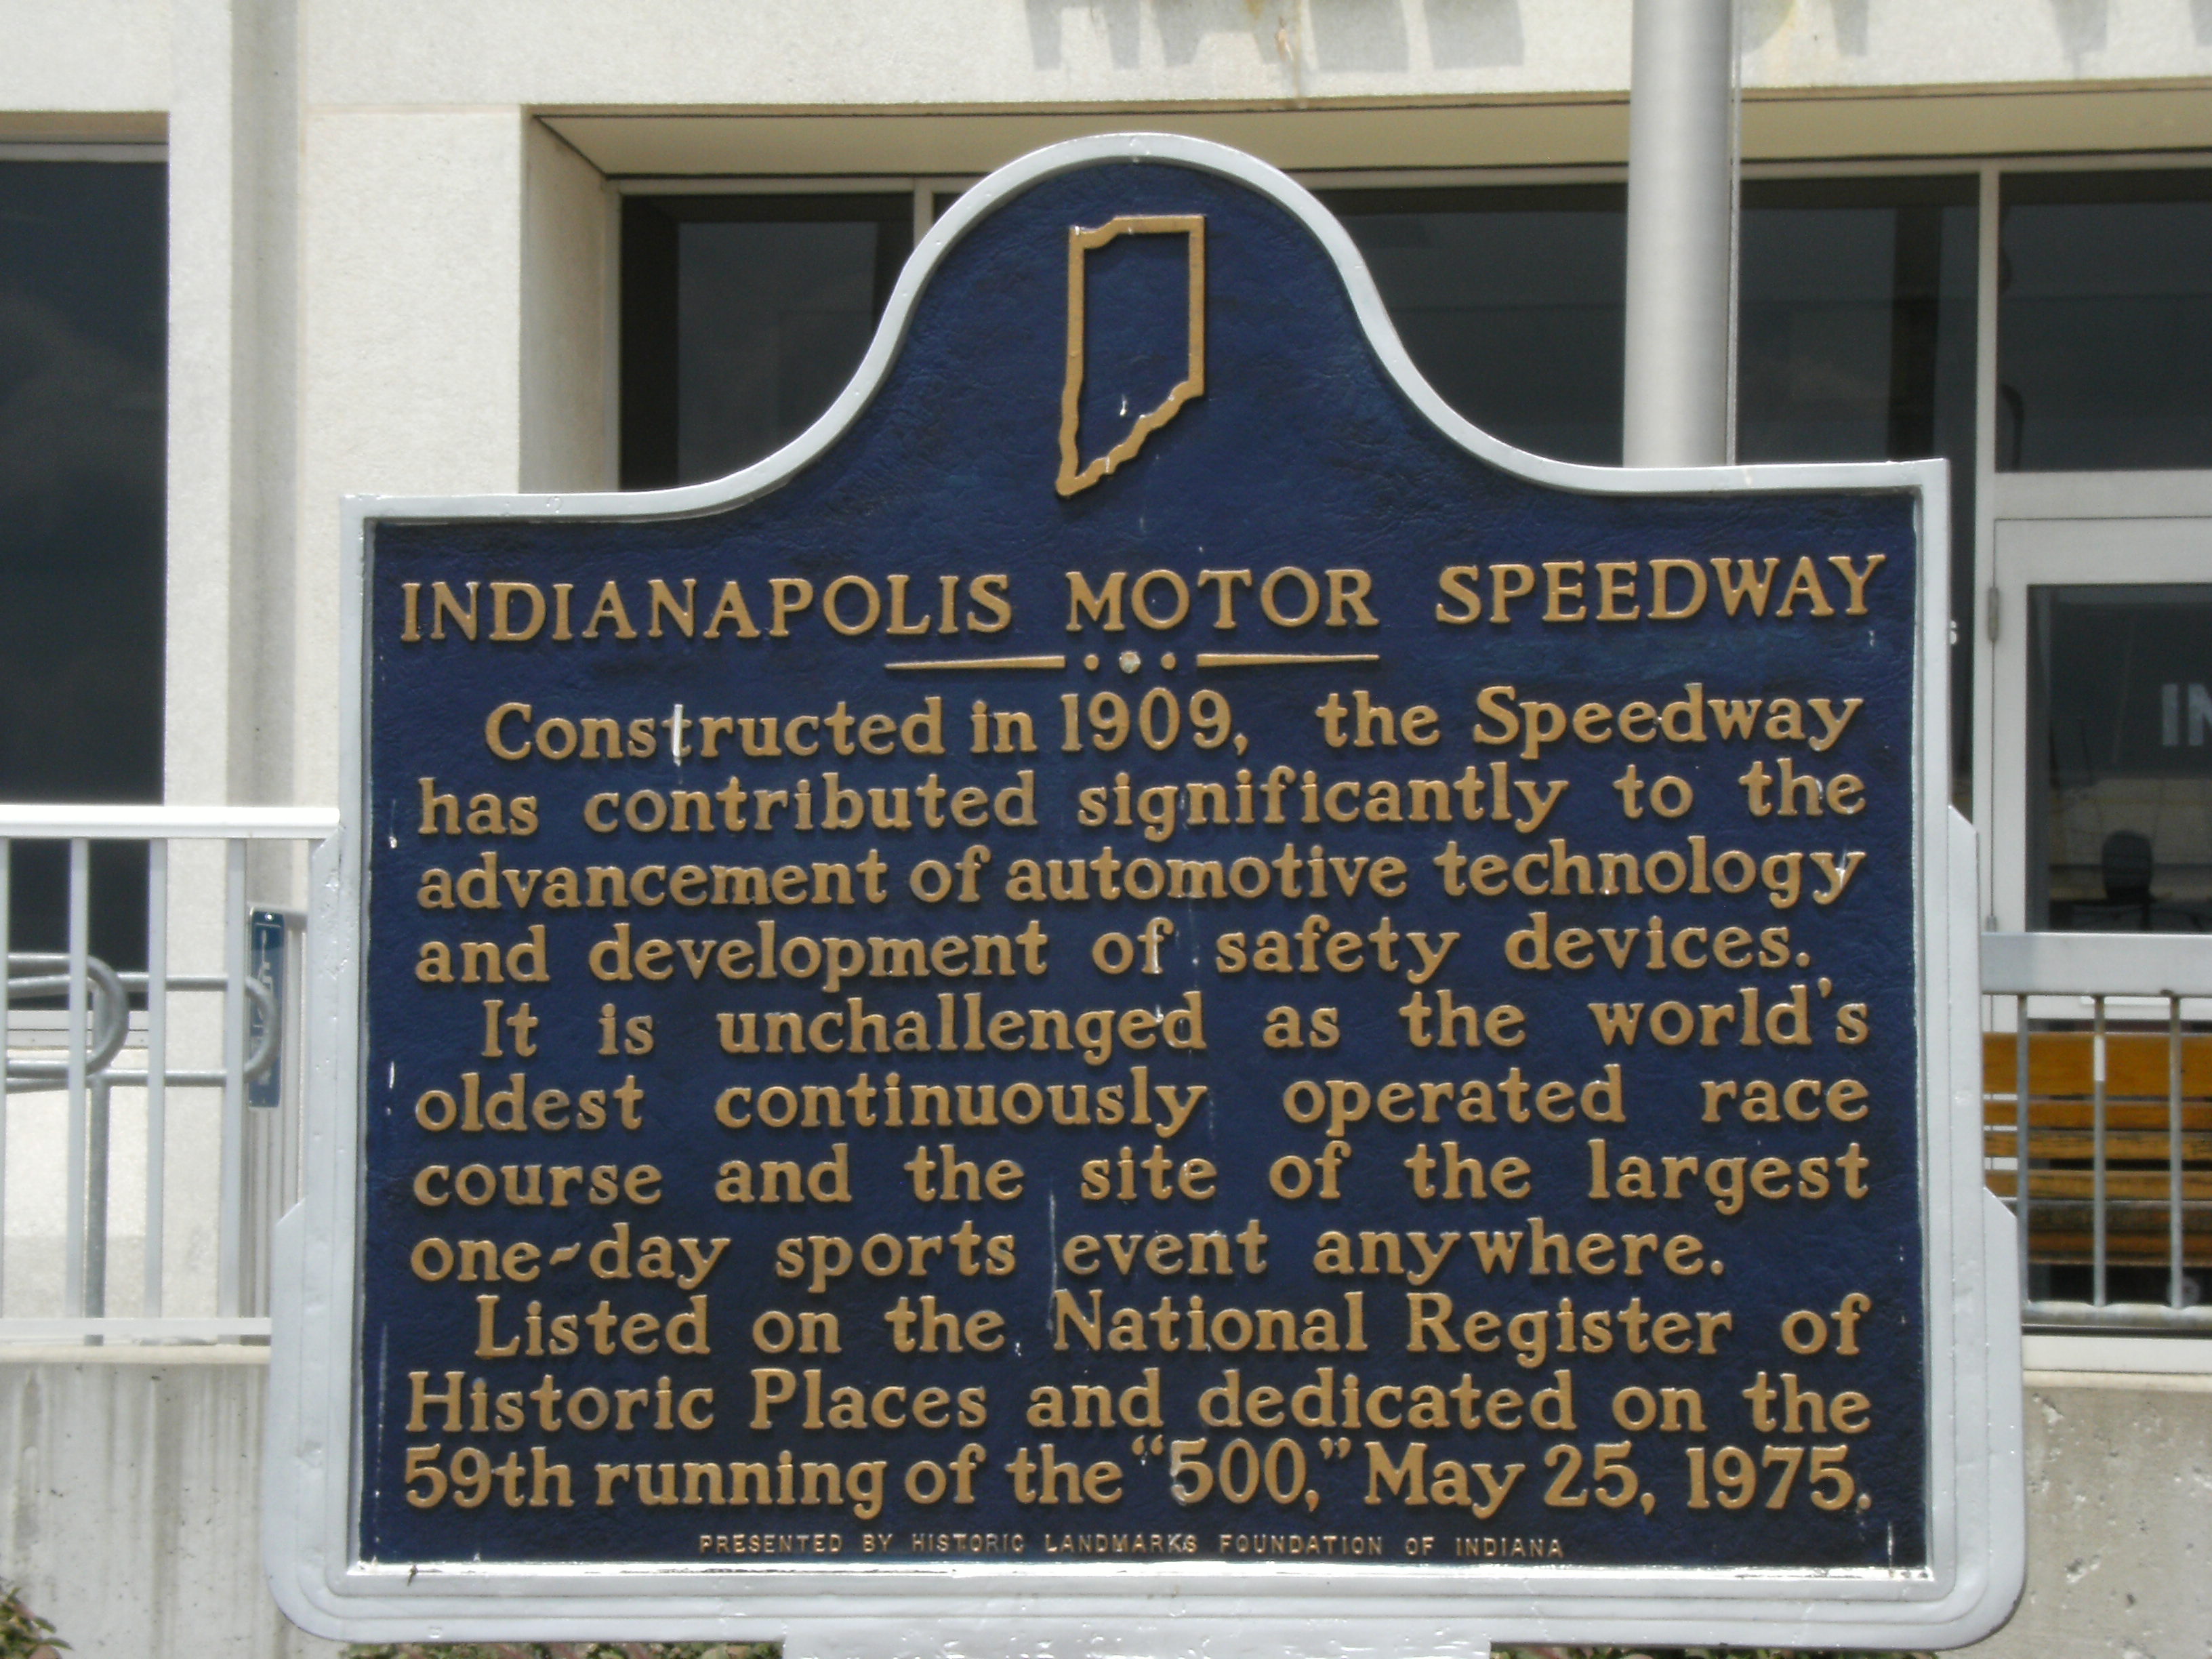 INDIANAPOLIS MOTOR SPEEDWAY
Constructed in 1909, the Speedway
has contributed significantly to the
advancement of automotive technology
and development of safety devices.
It is unchallenged as the world's
oldest continuously operated race
course and the site of the largest
one-day sports event anywhere.
Listed on the National Register of
Historic Places and dedicated on the
59th running of the "500," May 25, 1975.
PRESENTED BY HISTORIC LANDMARKS FOUNDATION OF INDIANA